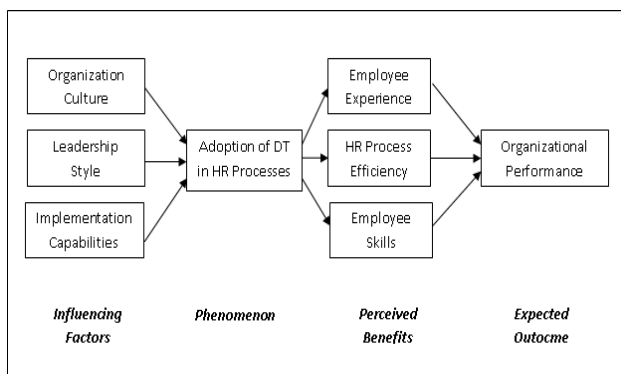 Organization
Culture
Leadership
Style
Implementation
Capabilities
Adoption of DT
in HR Processes
Employee
Experience
HR Process
Efficiency
Employee
Skills
Organizational
Performance
Influencing
Factors
Phenomenon
Perceived
Benefits
Expected
Outocme